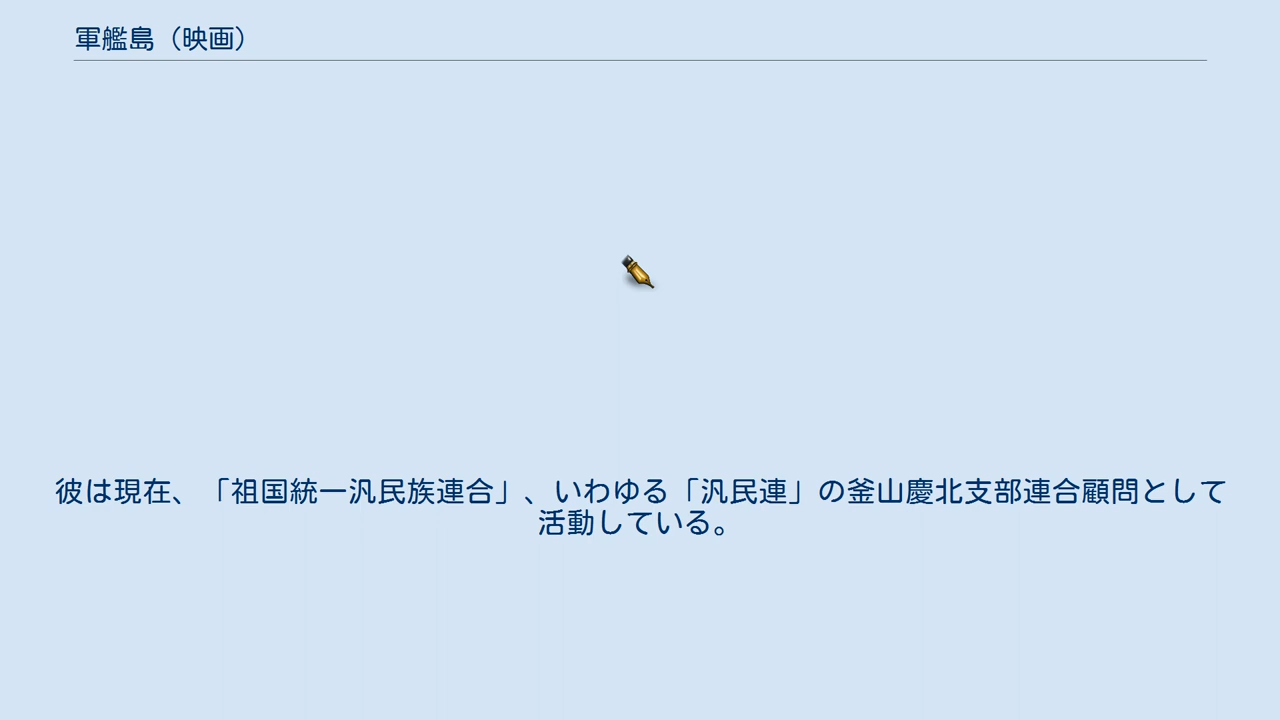 軍艦島（映画）
彼は現在、「祖国統一汎民族連合」、いわゆる「汎民連」の釜山慶北支部連合顧問として
活動している。